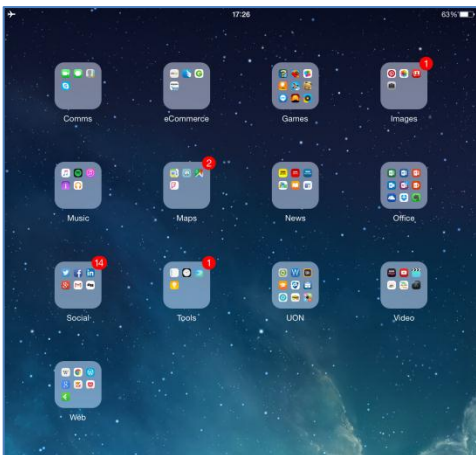 17:26 63%
1
Comms eCommerce Games Images
2
Music Maps News Office
14 1
Social Tools UON Video
Web